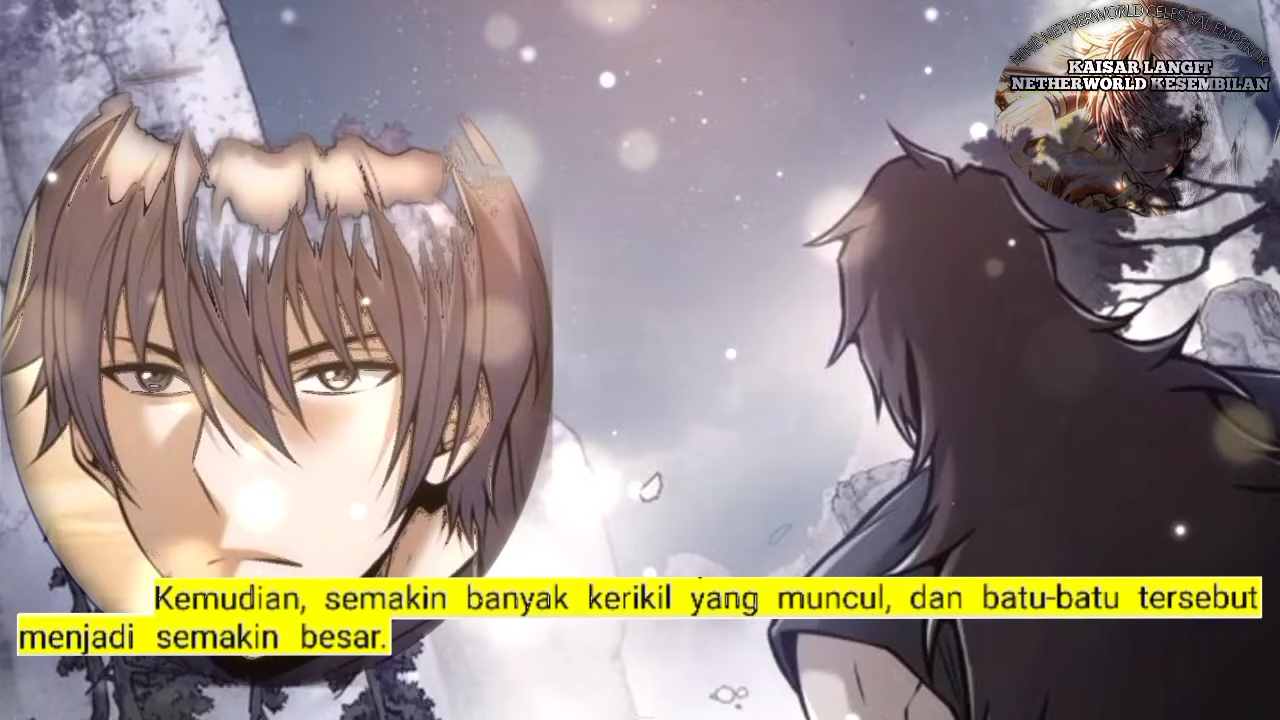 NINE NETHERWORLD CELESTIAL EMPEROR
KAISAR LANGIT
NETHERWORLD KESEMBILAN
Kemudian, semakin banyak kerikil yang muncul, dan batu-batu tersebut
menjadi semakin besar.